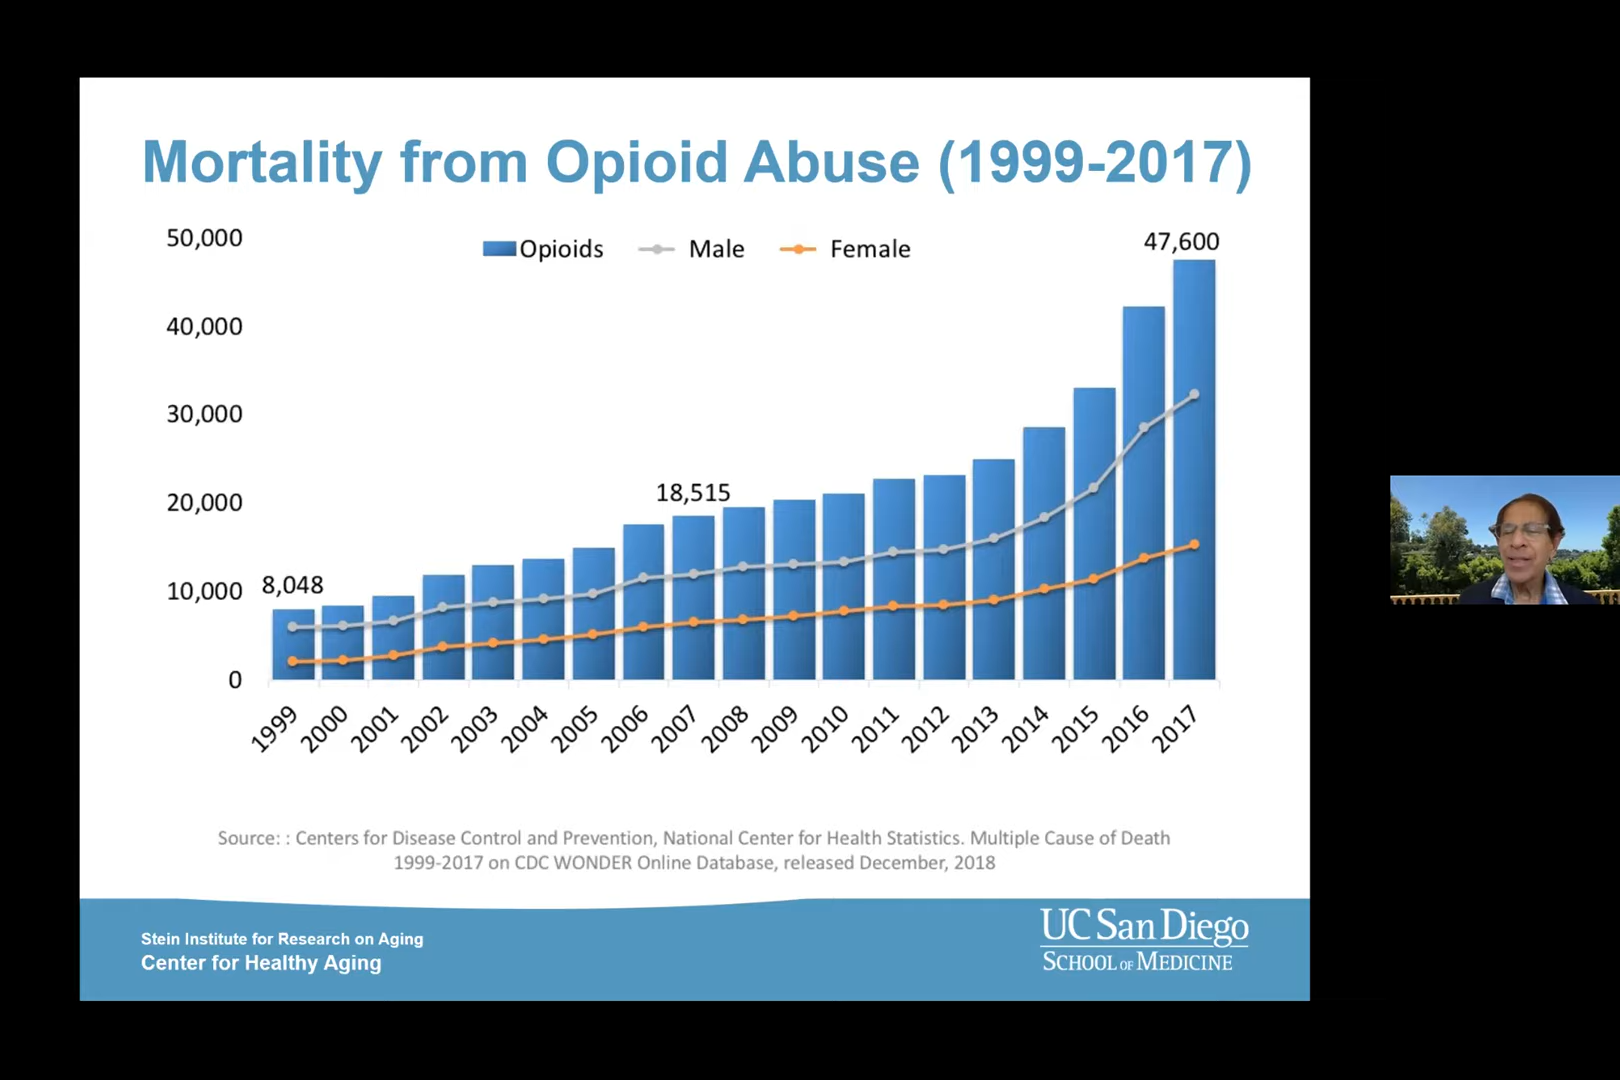 Mortality from Opioid Abuse (1999-2017)
50,000
40,000
30,000
20,000
10,000
0
Opioids Male Female
8,048
18,515
47,600
1999 2000 2001 2002 2003 2004 2005 2006 2007 2008 2009 2010 2011 2012 2013 2014 2015 2016 2017
Source: : Centers for Disease Control and Prevention, National Center for Health Statistics. Multiple Cause of Death
1999-2017 on CDC WONDER Online Database, released December, 2018
Stein Institute for Research on Aging
Center for Healthy Aging
UC San Diego
SCHOOL OF MEDICINE